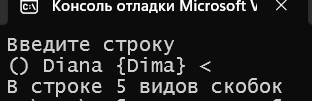 Консоль отладки Microsoft V
Введите строку
() Diana {Dima} <
В строке 5 видов скобок